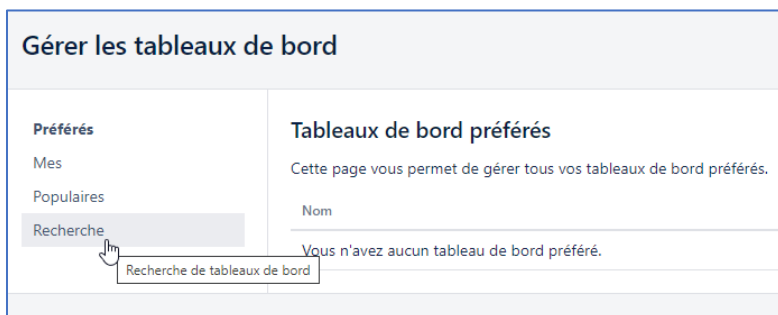 Gérer les tableaux de bord
Préférés
Mes
Populaires
Recherche
Recherche de tableaux de bord
Tableaux de bord préférés
Cette page vous permet de gérer tous vos tableaux de bord préférés.
Nom
Vous n'avez aucun tableau de bord préféré.